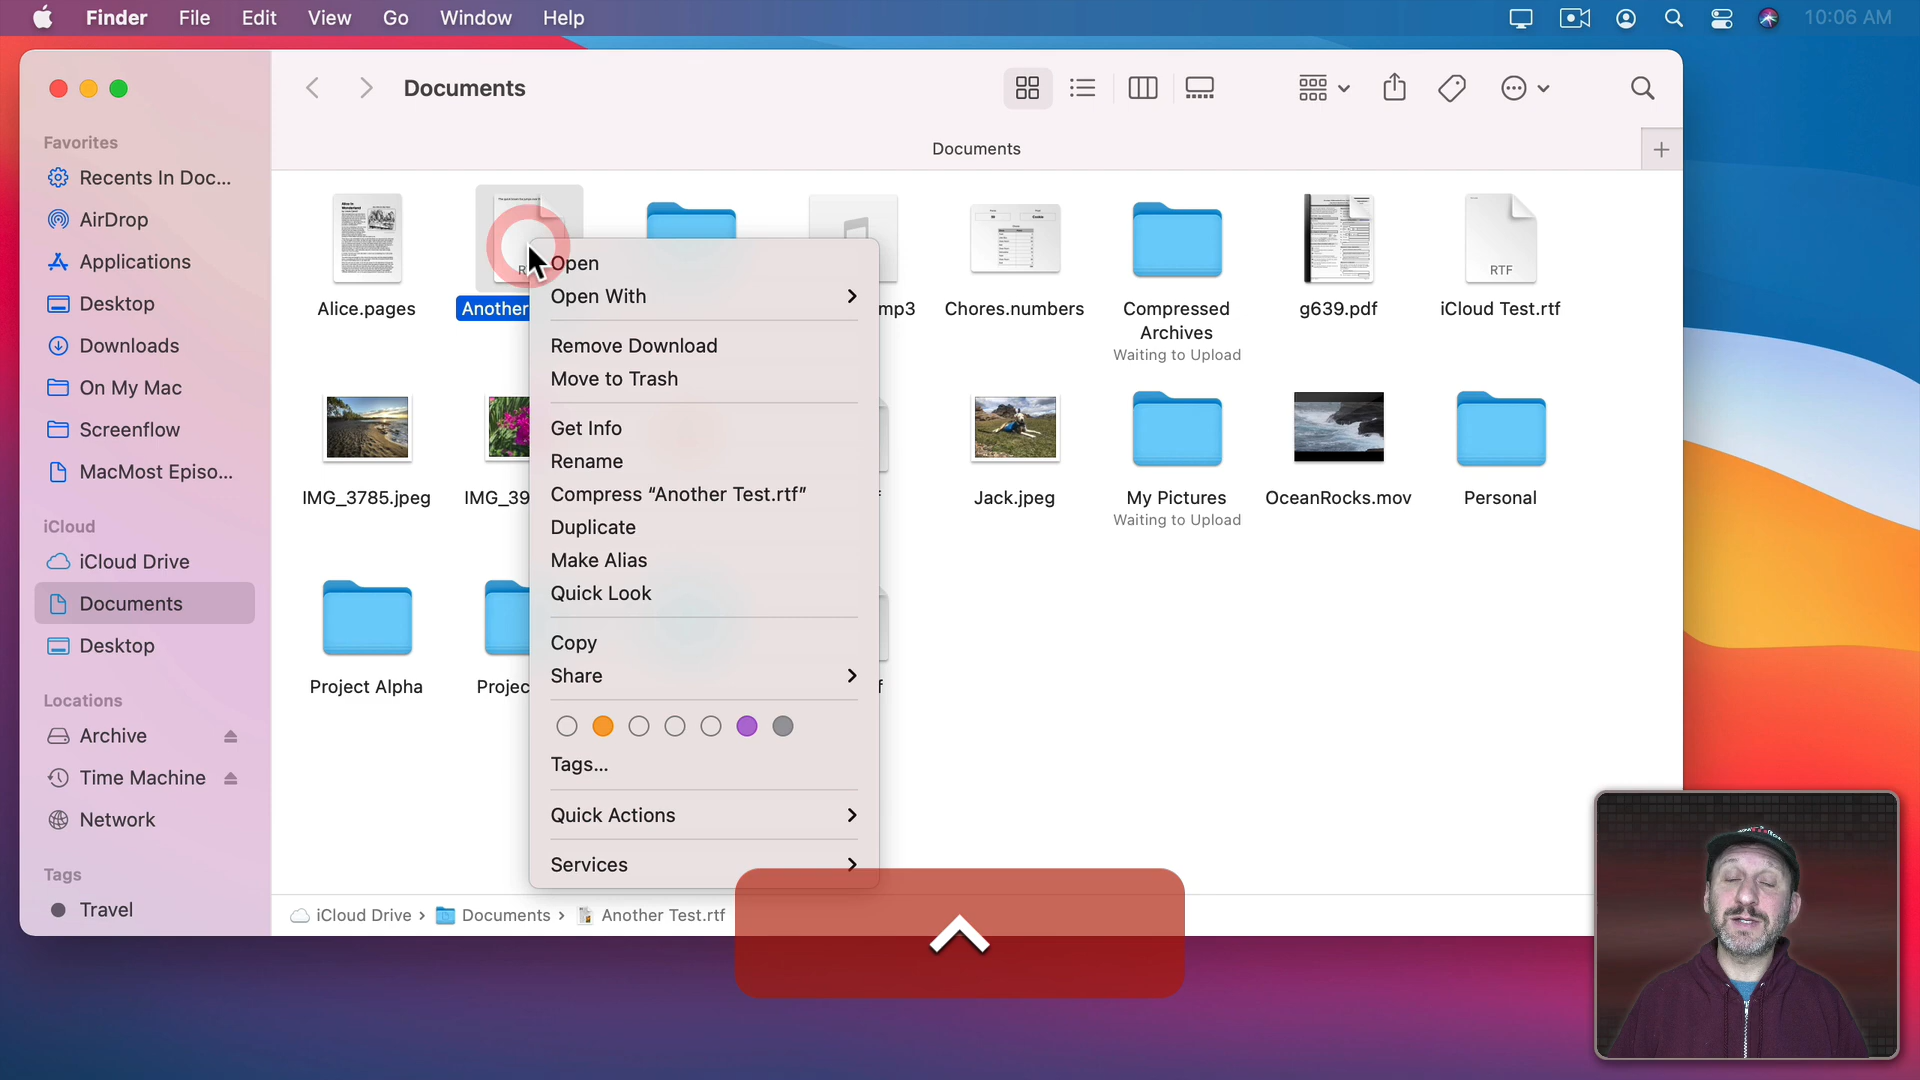 Finder File Edit View Go Window Help
10:06 AM
Documents
Documents
Favorites
Recents In Doc...
AirDrop
Applications
Desktop
Downloads
On My Mac
Screenflow
MacMost Episo...
iCloud
iCloud Drive
Documents
Desktop
Locations
Archive
Time Machine
Network
Tags
Travel
Alice.pages
Another
mp3
Chores.numbers
Compressed
Archives
Waiting to Upload
g639.pdf
RTF
iCloud Test.rtf
IMG_3785.jpeg
IMG_39
f
Jack.jpeg
My Pictures
Waiting to Upload
OceanRocks.mov
Personal
Project Alpha
Projec
f
Open
Open With
Remove Download
Move to Trash
Get Info
Rename
Compress “Another Test.rtf”
Duplicate
Make Alias
Quick Look
Copy
Share
Tags...
Quick Actions
Services
iCloud Drive › Documents › Another Test.rtf